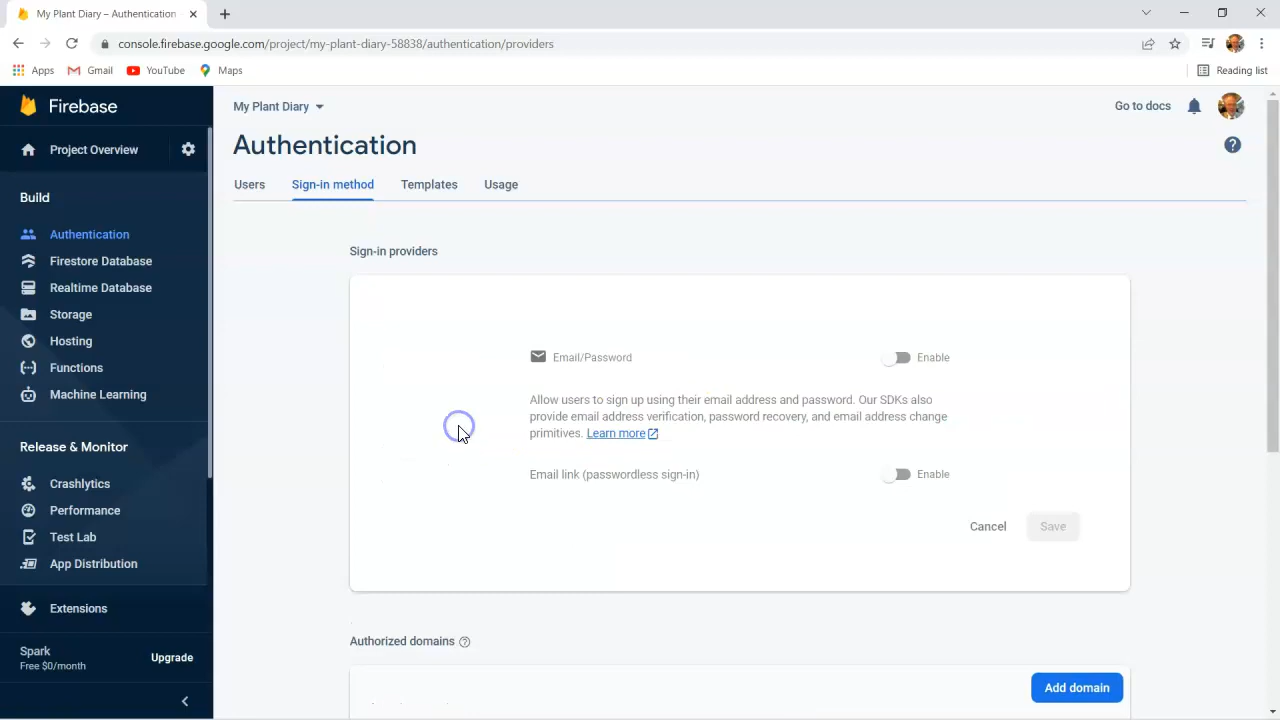 My Plant Diary – Authentication
console.firebase.google.com/project/my-plant-diary-58838/authentication/providers
Apps Gmail YouTube Maps Reading list
Firebase
My Plant Diary
Go to docs
Project Overview
Authentication
Users Sign-in method Templates Usage
Build
Authentication
Firestore Database
Realtime Database
Storage
Hosting
Functions
Machine Learning
Release & Monitor
Crashlytics
Performance
Test Lab
App Distribution
Extensions
Spark
Free $0/month
Upgrade
Sign-in providers
Email/Password Enable
Allow users to sign up using their email address and password. Our SDKs also
provide email address verification, password recovery, and email address change
primitives. Learn more
Email link (passwordless sign-in) Enable
Cancel Save
Authorized domains
Add domain